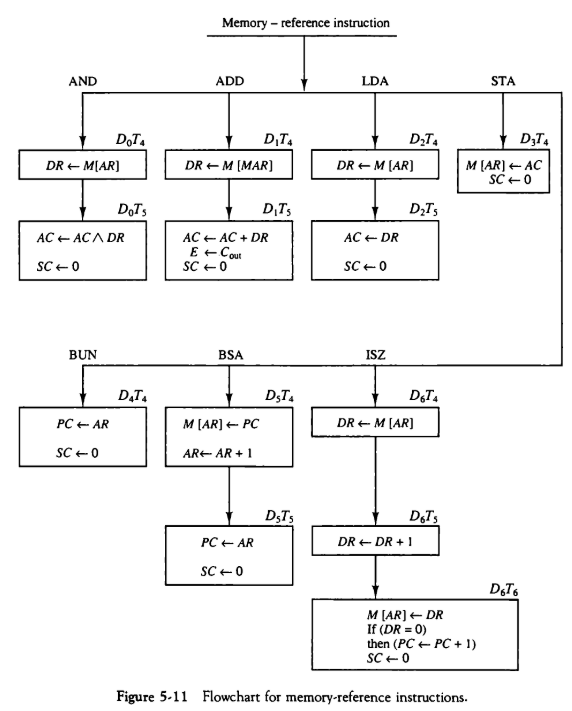 Memory – reference instruction
AND
ADD
LDA
STA
D₀T₄
D₁T₄
D₂T₄
D₃T₄
DR ← M[AR]
DR ← M [MAR]
DR ← M [AR]
M [AR] ← AC
SC ← 0
D₀T₅
D₁T₅
D₂T₅
AC ← AC ∧ DR
SC ← 0
AC ← AC + DR
E ← Cout
SC ← 0
AC ← DR
SC ← 0
BUN
BSA
ISZ
D₄T₄
D₅T₄
D₆T₄
PC ← AR
SC ← 0
M [AR] ← PC
AR ← AR + 1
DR ← M [AR]
D₅T₅
D₆T₅
PC ← AR
SC ← 0
DR ← DR + 1
D₆T₆
M [AR] ← DR
If (DR = 0)
then (PC ← PC + 1)
SC ← 0
Figure 5-11 Flowchart for memory-reference instructions.